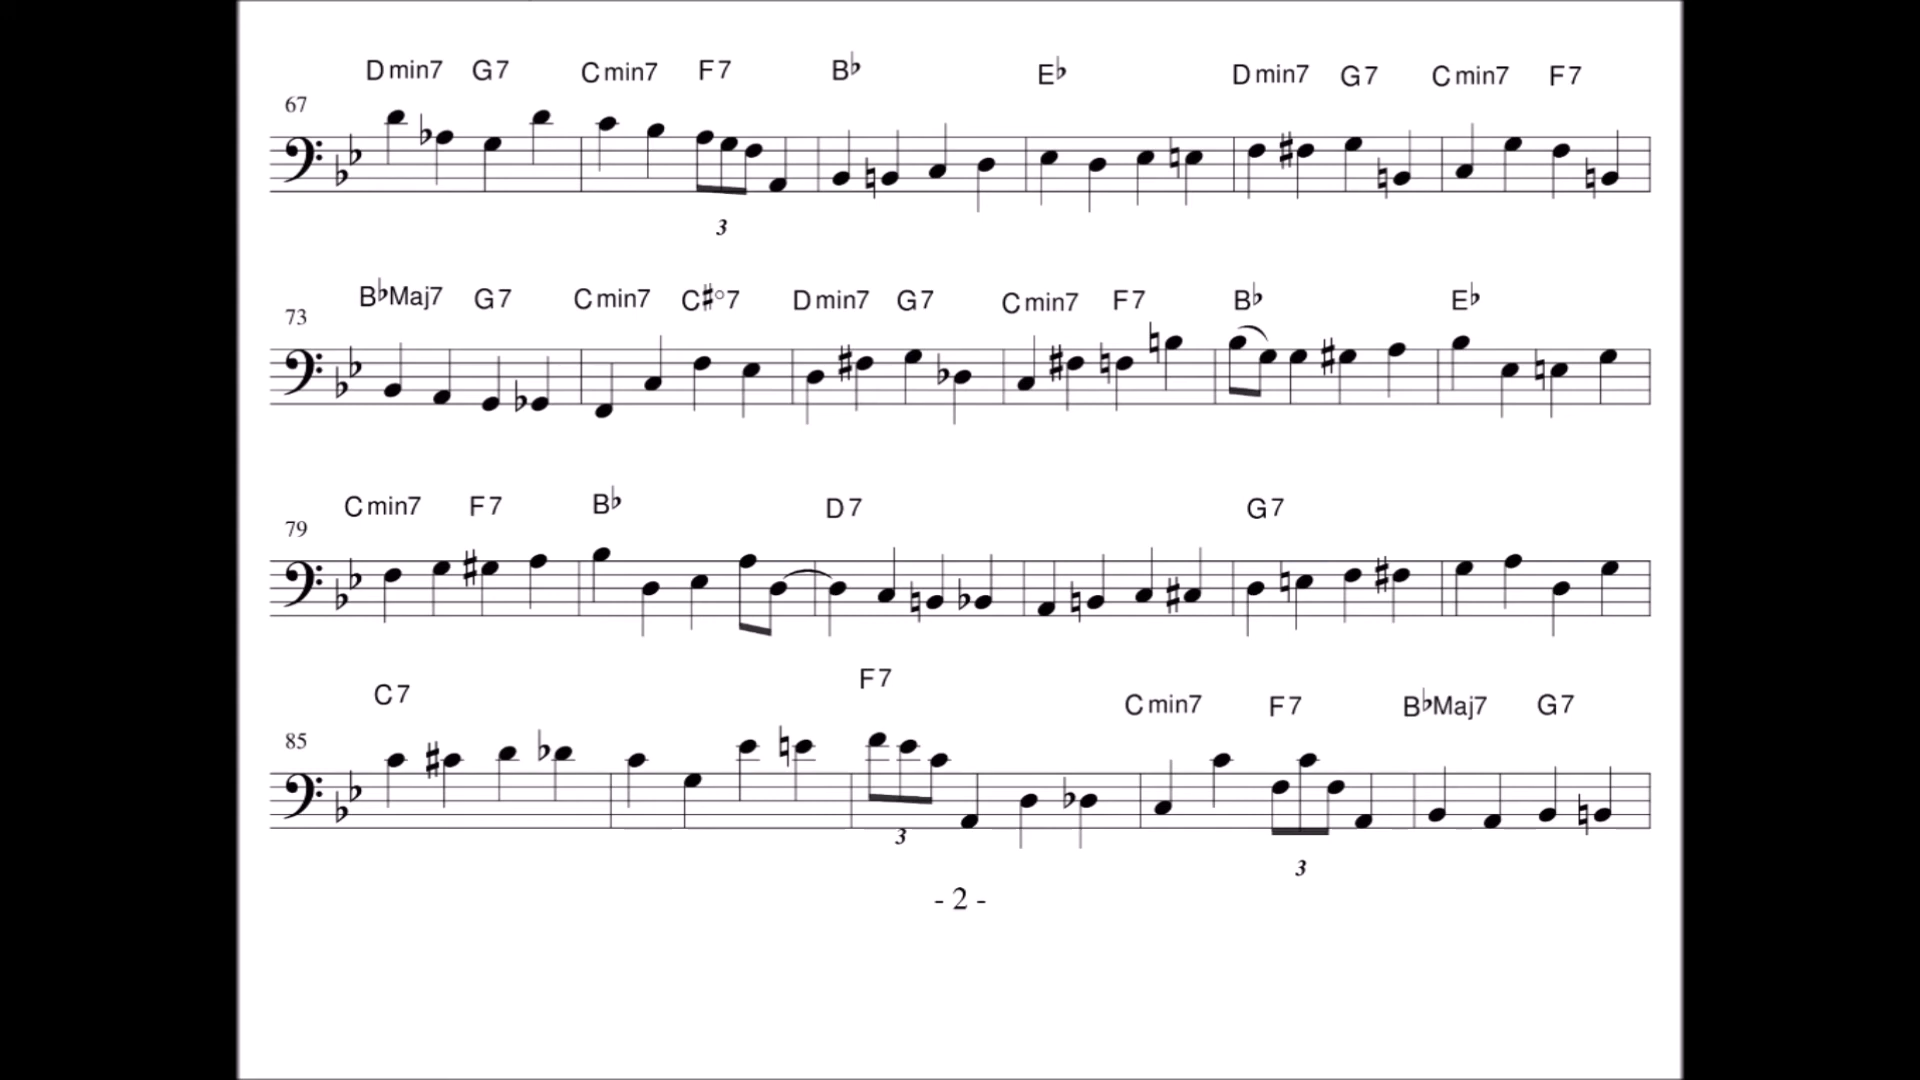 D min7 G7 C min7 F7 B♭ E♭ D min7 G7 C min7 F7
67
3
B♭Maj7 G7 C min7 C♯○7 D min7 G7 C min7 F7 B♭ E♭
73
C min7 F7 B♭ D7 G7
79
C7 F7 C min7 F7 B♭Maj7 G7
85
3 3
- 2 -